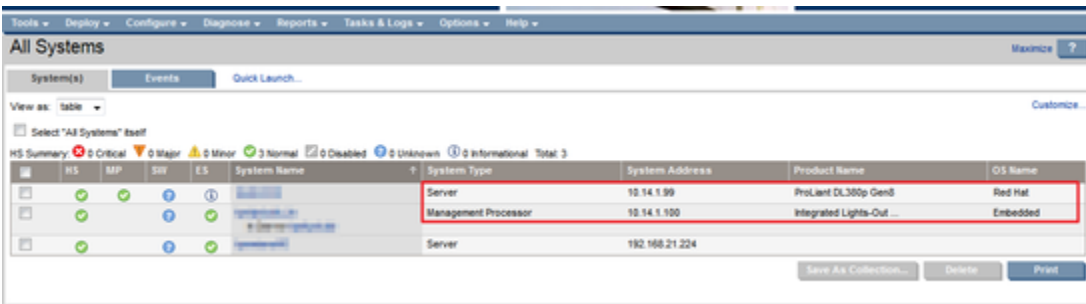 Tools Deploy Configure Diagnose Reports Tasks & Logs Options Help
All Systems Maximize ?
System(s) Events Quick Launch...
View as: table Customize...
Select "All Systems" itself
HS Summary: 0 Critical 0 Major 0 Minor 3 Normal 0 Disabled 0 Unknown 0 Informational Total: 3
HS MP SW ES System Name ↑ System Type System Address Product Name OS Name
Server 10.14.1.99 ProLiant DL380p Gen8 Red Hat
Management Processor 10.14.1.100 Integrated Lights-Out ... Embedded
Server 192.168.21.224
Save As Collection... Delete Print